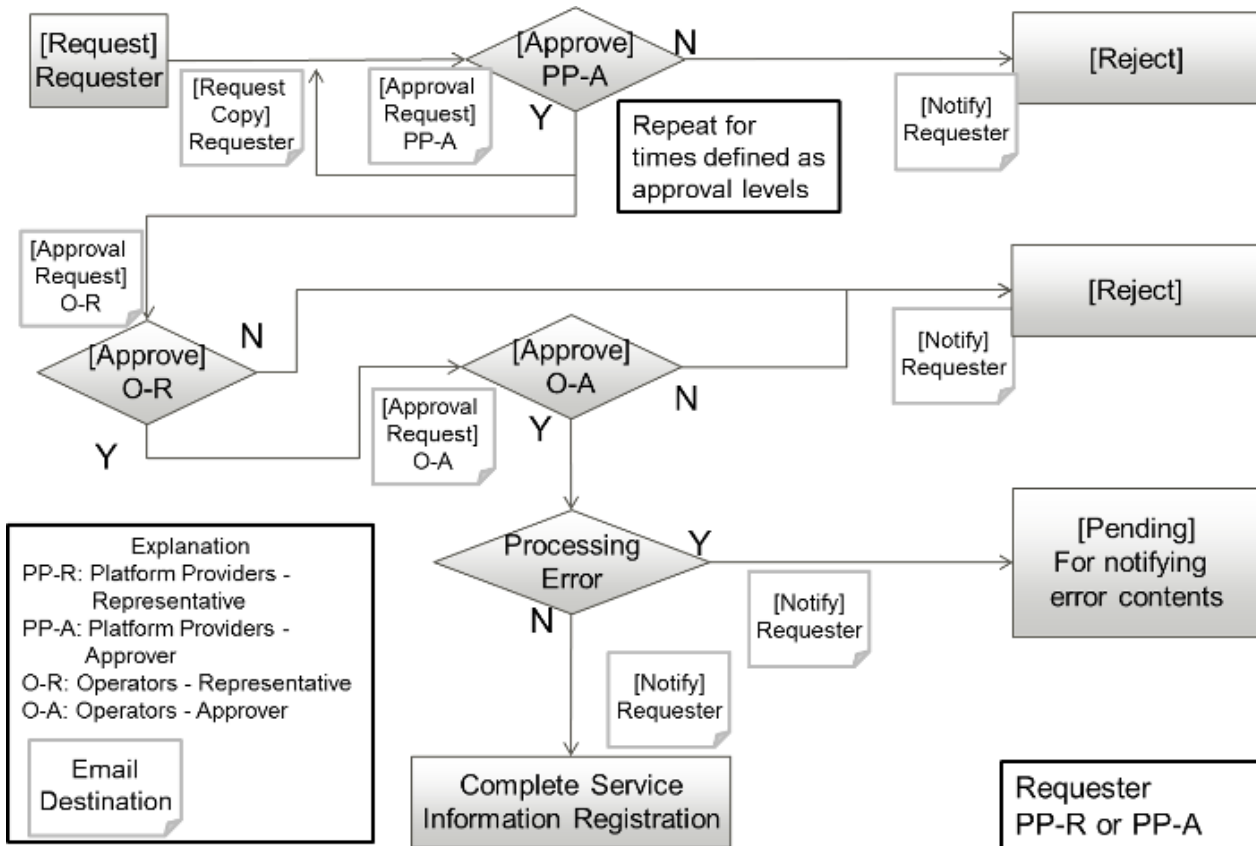 [Request]
Requester
[Request
Copy]
Requester
[Approval
Request]
PP-A
[Approve]
PP-A
N
Y
Repeat for
times defined as
approval levels
[Reject]
[Notify]
Requester
[Approval
Request]
O-R
[Approve]
O-R
N
Y
[Approval
Request]
O-A
[Approve]
O-A
N
Y
[Reject]
[Notify]
Requester
Processing
Error
Y
N
[Notify]
Requester
[Pending]
For notifying
error contents
[Notify]
Requester
Complete Service
Information Registration
Explanation
PP-R: Platform Providers -
Representative
PP-A: Platform Providers -
Approver
O-R: Operators - Representative
O-A: Operators - Approver
Email
Destination
Requester
PP-R or PP-A